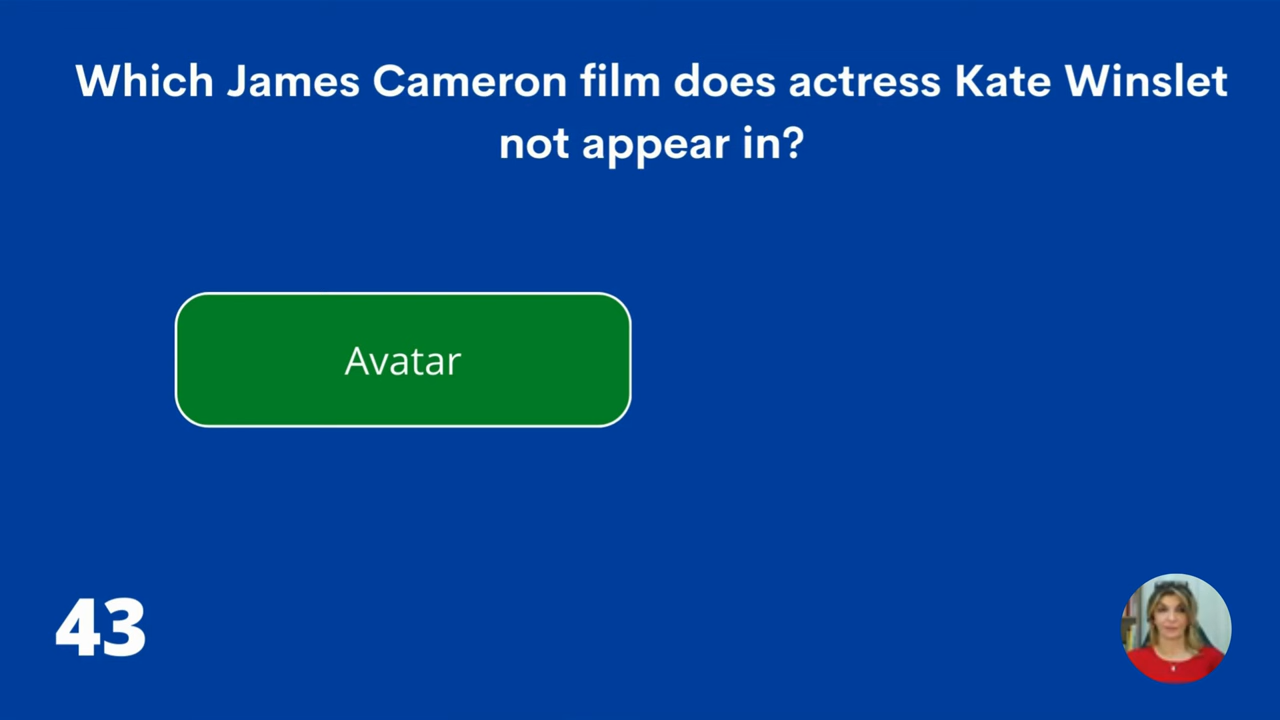 Which James Cameron film does actress Kate Winslet
not appear in?
Avatar
43